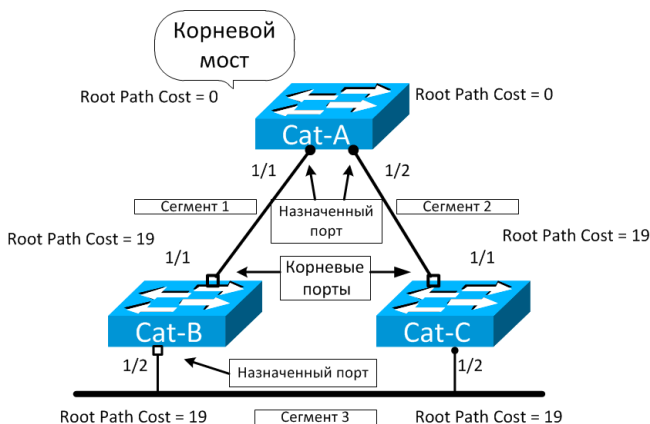 Корневой
мост
Root Path Cost = 0
Root Path Cost = 0
Cat-A
1/1
1/2
Сегмент 1
Назначенный
порт
Сегмент 2
Root Path Cost = 19
Root Path Cost = 19
1/1
Корневые
порты
1/1
Cat-B
Cat-C
1/2
Назначенный порт
1/2
Root Path Cost = 19
Сегмент 3
Root Path Cost = 19